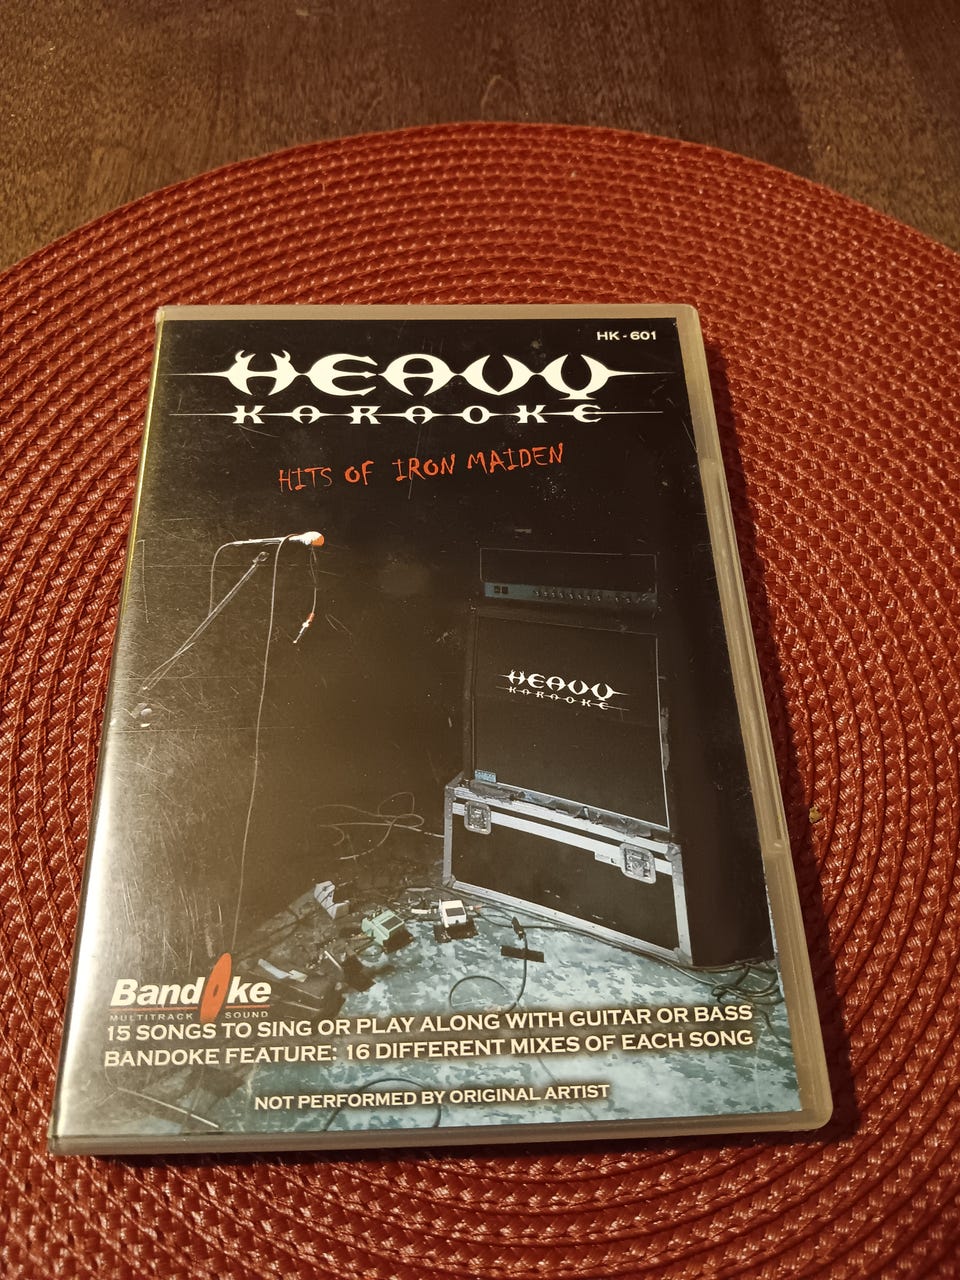 HK - 601
HEAVY
KARAOKE
HITS OF IRON MAIDEN
HEAVY
KARAOKE
Bandoke
MULTITRACK SOUND
15 SONGS TO SING OR PLAY ALONG WITH GUITAR OR BASS
BANDOKE FEATURE: 16 DIFFERENT MIXES OF EACH SONG
NOT PERFORMED BY ORIGINAL ARTIST